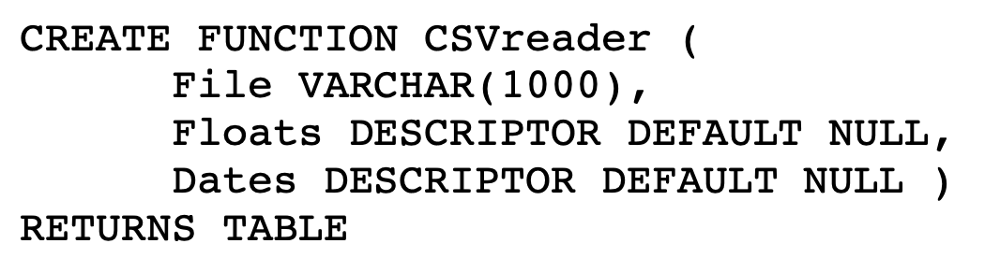 CREATE FUNCTION CSVreader (
File VARCHAR(1000),
Floats DESCRIPTOR DEFAULT NULL,
Dates DESCRIPTOR DEFAULT NULL )
RETURNS TABLE